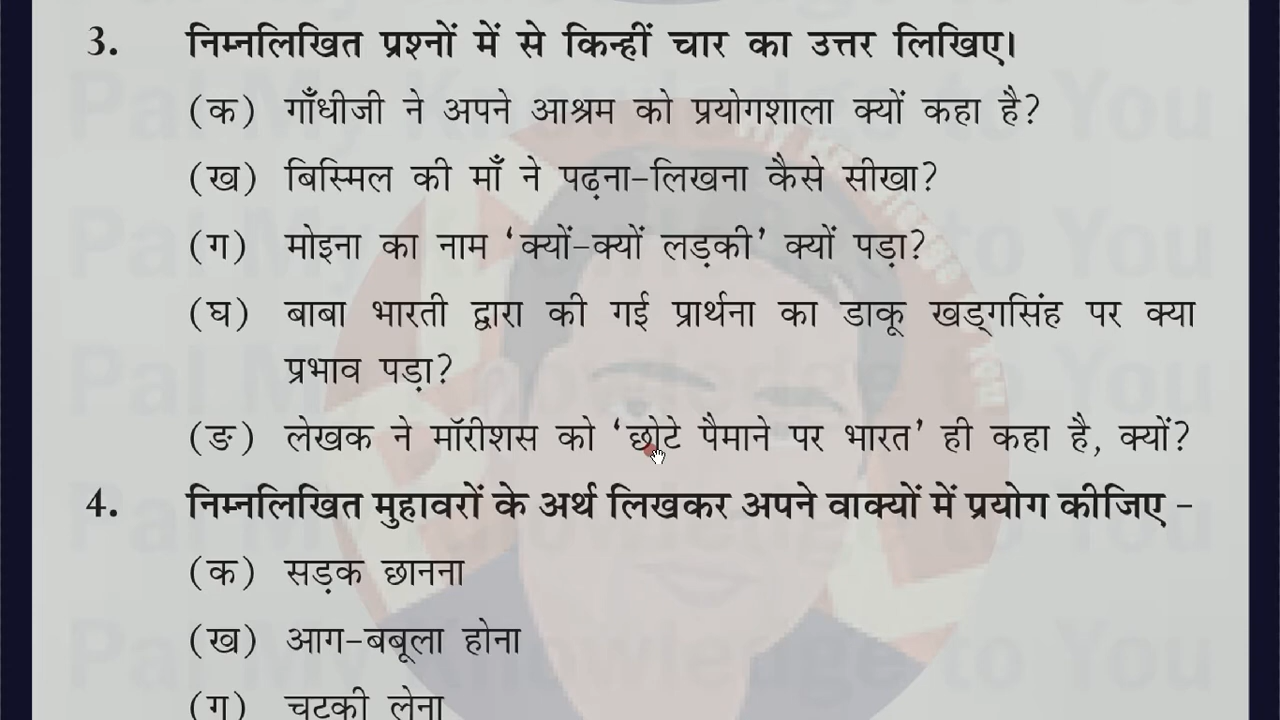 3. निम्नलिखित प्रश्नों में से किन्हीं चार का उत्तर लिखिए।
(क) गाँधीजी ने अपने आश्रम को प्रयोगशाला क्यों कहा है?
(ख) बिस्मिल की माँ ने पढ़ना-लिखना कैसे सीखा?
(ग) मोइना का नाम ‘क्यों-क्यों लड़की’ क्यों पड़ा?
(घ) बाबा भारती द्वारा की गई प्रार्थना का डाकू खड्गसिंह पर क्या
प्रभाव पड़ा?
(ङ) लेखक ने मॉरीशस को ‘छोटे पैमाने पर भारत’ ही कहा है, क्यों?
4. निम्नलिखित मुहावरों के अर्थ लिखकर अपने वाक्यों में प्रयोग कीजिए -
(क) सड़क छानना
(ख) आग-बबूला होना
(ग) चुटकी लेना